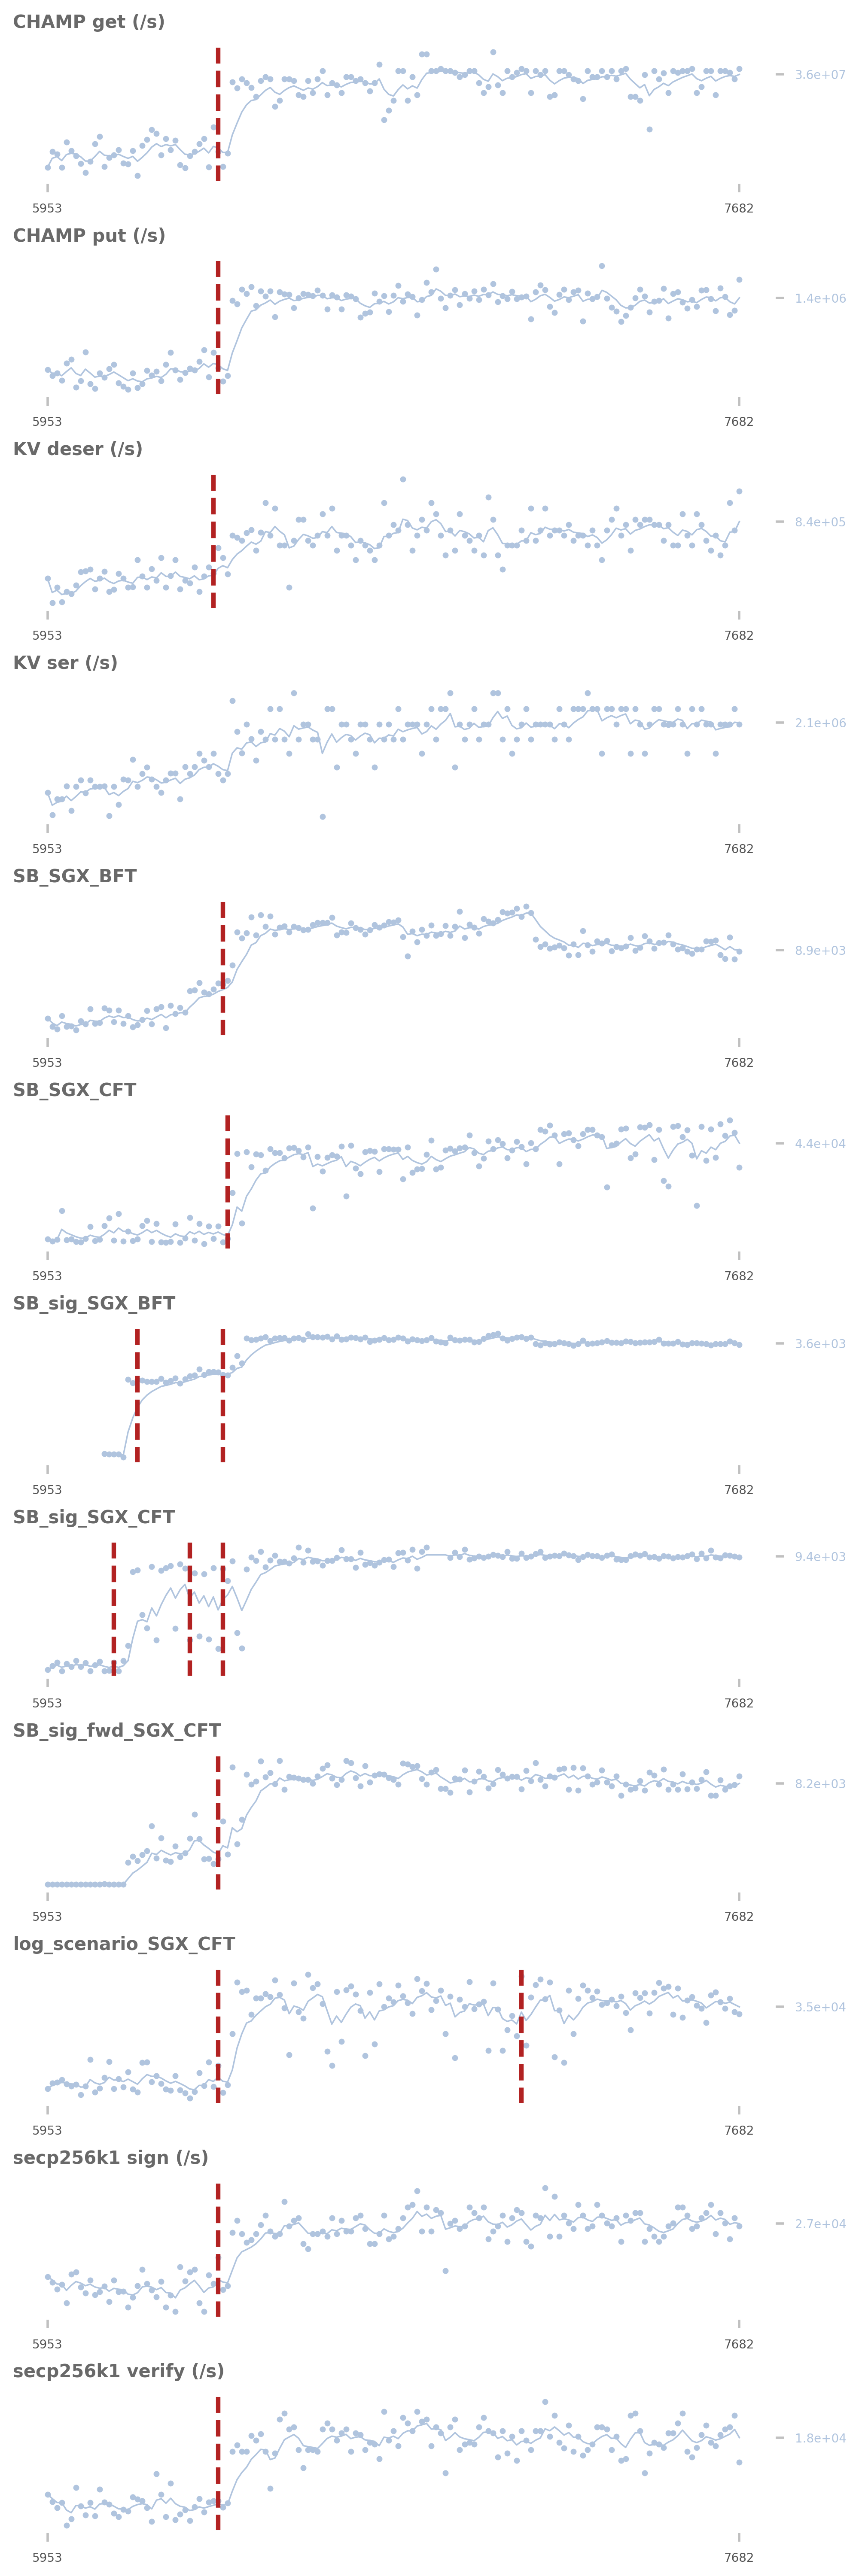 CHAMP get (/s)
3.6e+07
5953 7682
CHAMP put (/s)
1.4e+06
5953 7682
KV deser (/s)
8.4e+05
5953 7682
KV ser (/s)
2.1e+06
5953 7682
SB_SGX_BFT
8.9e+03
5953 7682
SB_SGX_CFT
4.4e+04
5953 7682
SB_sig_SGX_BFT
3.6e+03
5953 7682
SB_sig_SGX_CFT
9.4e+03
5953 7682
SB_sig_fwd_SGX_CFT
8.2e+03
5953 7682
log_scenario_SGX_CFT
3.5e+04
5953 7682
secp256k1 sign (/s)
2.7e+04
5953 7682
secp256k1 verify (/s)
1.8e+04
5953 7682